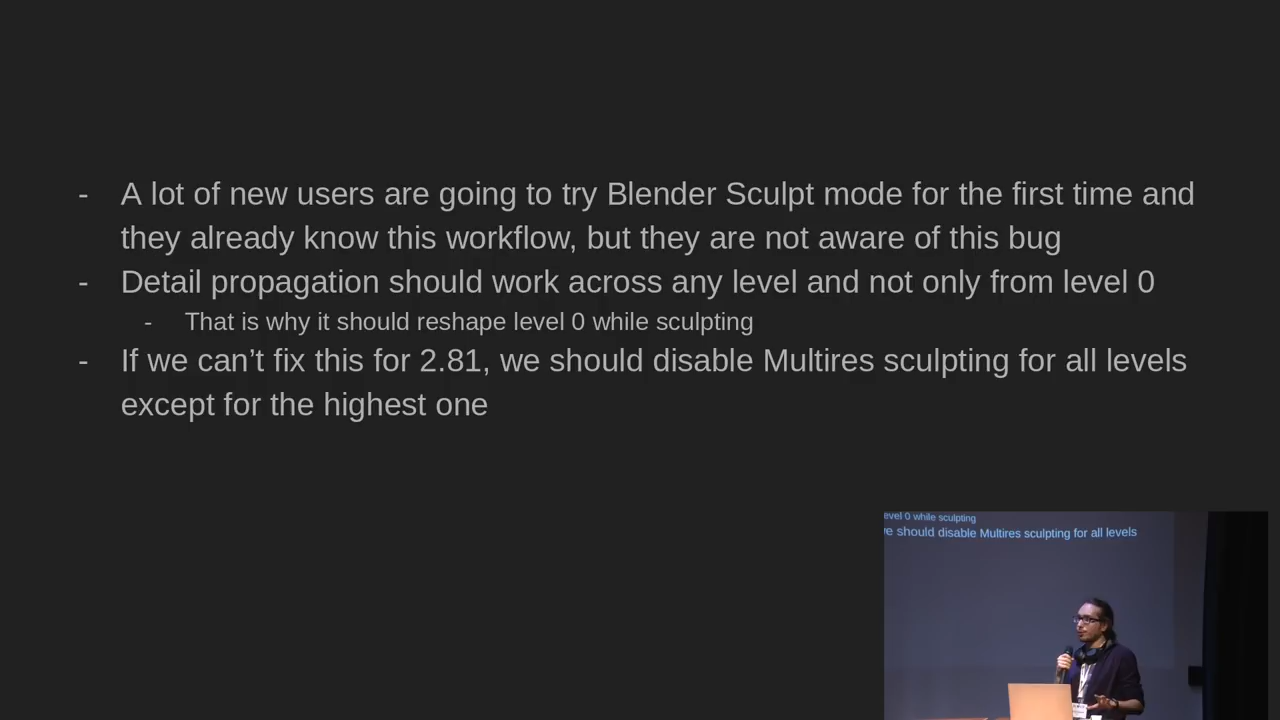 - A lot of new users are going to try Blender Sculpt mode for the first time and
they already know this workflow, but they are not aware of this bug
- Detail propagation should work across any level and not only from level 0
- That is why it should reshape level 0 while sculpting
- If we can’t fix this for 2.81, we should disable Multires sculpting for all levels
except for the highest one
level 0 while sculpting
we should disable Multires sculpting for all levels